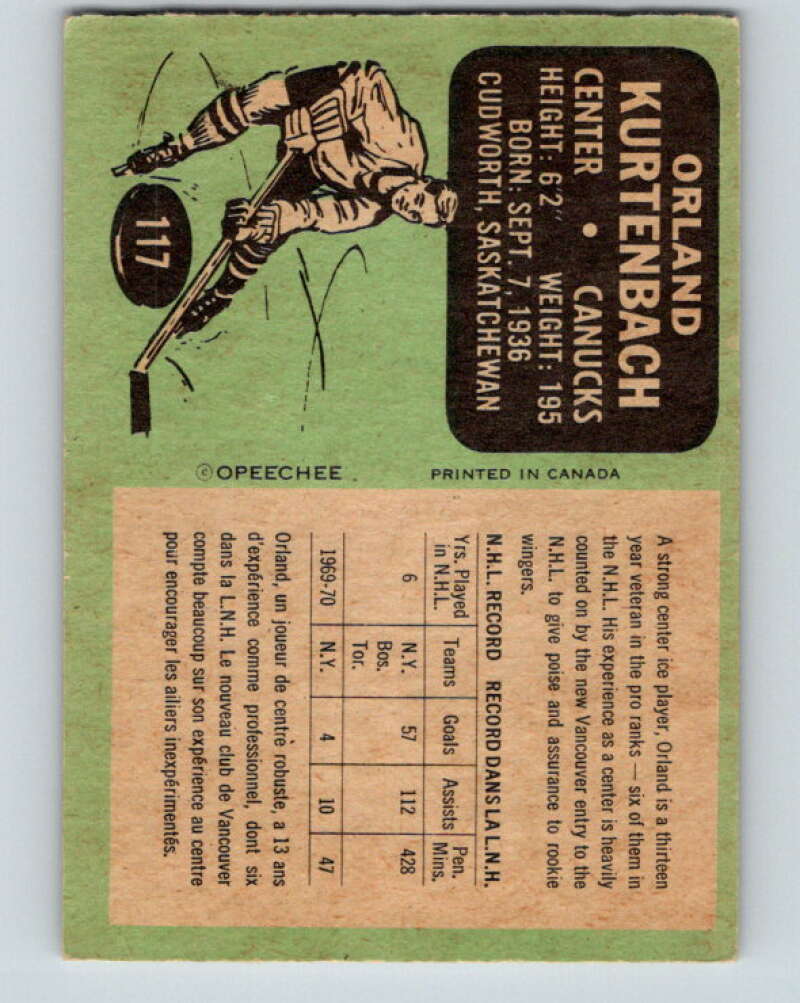 ORLAND
KURTENBACH
CENTER • CANUCKS
HEIGHT: 6'2" WEIGHT: 195
BORN: SEPT. 7, 1936
CUDWORTH, SASKATCHEWAN
117
© OPEECHEE
PRINTED IN CANADA
A strong center ice player, Orland is a thirteen
year veteran in the pro ranks — six of them in
the N.H.L. His experience as a center is heavily
counted on by the new Vancouver entry to the
N.H.L. to give poise and assurance to rookie
wingers.
N.H.L. RECORD RECORD DANS LA L.N.H.
Yrs. Played in N.H.L. Teams Goals Assists Pen. Mins.
6 N.Y. 57 112 428
Bos.
Tor.
1969-70 N.Y. 4 10 47
Orland, un joueur de centre robuste, a 13 ans
d'expérience comme professionnel, dont six
dans la L.N.H. Le nouveau club de Vancouver
compte beaucoup sur son expérience au centre
pour encourager les ailiers inexpérimentés.